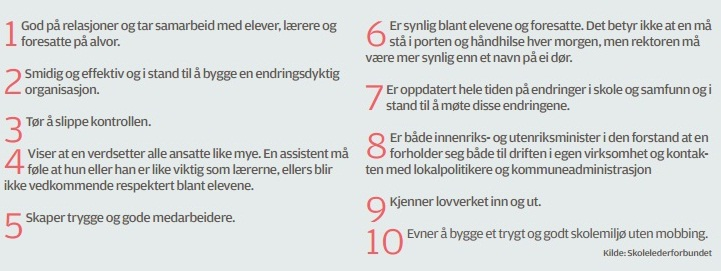 1 God på relasjoner og tar samarbeid med elever, lærere og
foresatte på alvor.
2 Smidig og effektiv og i stand til å bygge en endringsdyktig
organisasjon.
3 Tør å slippe kontrollen.
4 Viser at en verdsetter alle ansatte like mye. En assistent må
føle at hun eller han er like viktig som lærerne, ellers blir
ikke vedkommende respektert blant elevene.
5 Skaper trygge og gode medarbeidere.
6 Er synlig blant elevene og foresatte. Det betyr ikke at en må
stå i porten og håndhilse hver morgen, men rektoren må
være mer synlig enn et navn på ei dør.
7 Er oppdatert hele tiden på endringer i skole og samfunn og i
stand til å møte disse endringene.
8 Er både innenriks- og utenriksminister i den forstand at en
forholder seg både til driften i egen virksomhet og kontak-
ten med lokalpolitikere og kommuneadministrasjon
9 Kjenner lovverket inn og ut.
10 Evner å bygge et trygt og godt skolemiljø uten mobbing.
Kilde: Skolelederforbundet